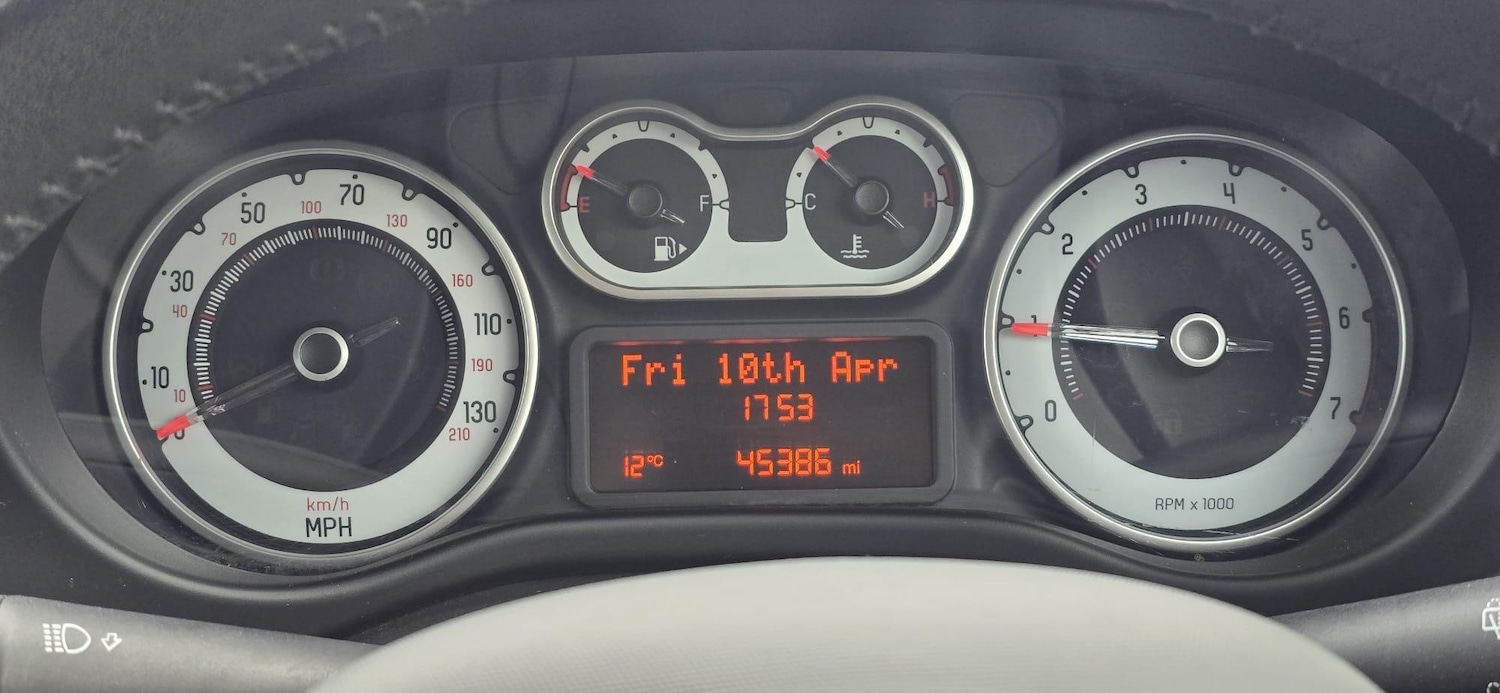 E F
C H
10 30 50 70 90 110 130
10 40 70 100 130 160 190 210
km/h
MPH
Fri 10th Apr
1753
12°C 45386 mi
0 1 2 3 4 5 6 7
RPM x 1000